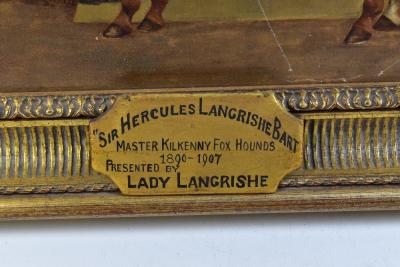 "Sir Hercules Langrishe Bart
Master Kilkenny Fox Hounds
1890-1907
Presented by
Lady Langrishe